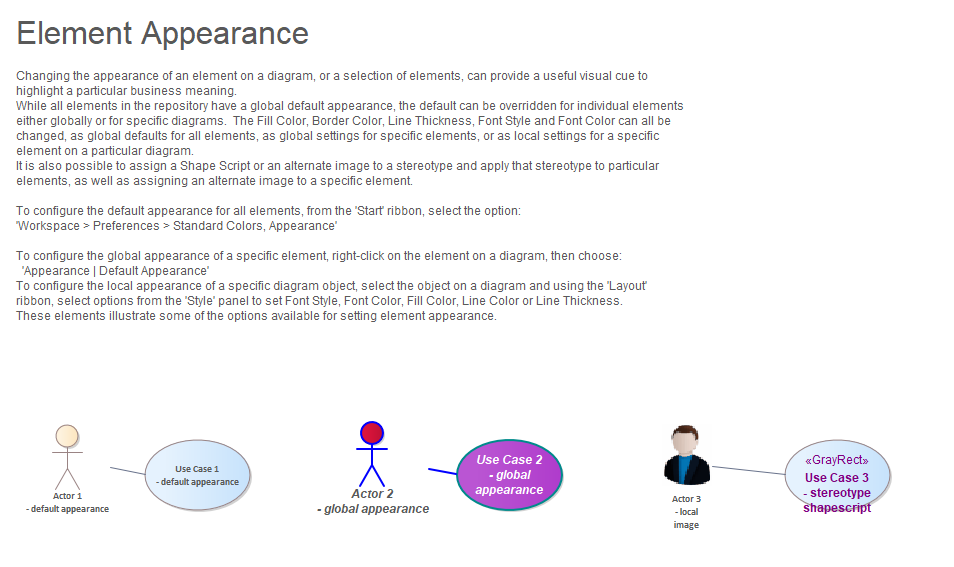 Element Appearance
Changing the appearance of an element on a diagram, or a selection of elements, can provide a useful visual cue to
highlight a particular business meaning.
While all elements in the repository have a global default appearance, the default can be overridden for individual elements
either globally or for specific diagrams.  The Fill Color, Border Color, Line Thickness, Font Style and Font Color can all be
changed, as global defaults for all elements, as global settings for specific elements, or as local settings for a specific
element on a particular diagram.
It is also possible to assign a Shape Script or an alternate image to a stereotype and apply that stereotype to particular
elements, as well as assigning an alternate image to a specific element.
To configure the default appearance for all elements, from the 'Start' ribbon, select the option:
'Workspace > Preferences > Standard Colors, Appearance'
To configure the global appearance of a specific element, right-click on the element on a diagram, then choose:
'Appearance | Default Appearance'
To configure the local appearance of a specific diagram object, select the object on a diagram and using the 'Layout'
ribbon, select options from the 'Style' panel to set Font Style, Font Color, Fill Color, Line Color or Line Thickness.
These elements illustrate some of the options available for setting element appearance.
Actor 1
- default appearance
Use Case 1
- default appearance
Actor 2
- global appearance
Use Case 2
- global
appearance
Actor 3
- local
image
«GrayRect»
Use Case 3
- stereotype
shapescript